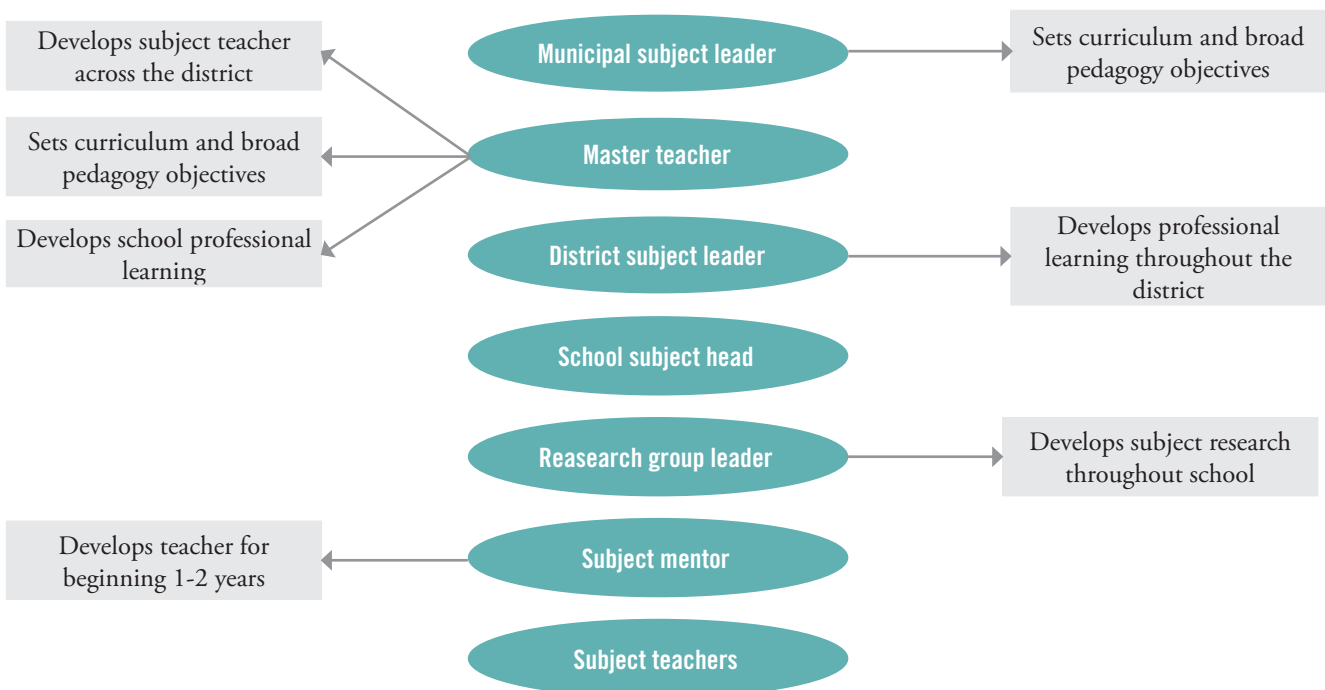 Develops subject teacher
across the district
Municipal subject leader
Sets curriculum and broad
pedagogy objectives
Sets curriculum and broad
pedagogy objectives
Master teacher
Develops school professional
learning
District subject leader
Develops professional
learning throughout the
district
School subject head
Reasearch group leader
Develops subject research
throughout school
Develops teacher for
beginning 1-2 years
Subject mentor
Subject teachers